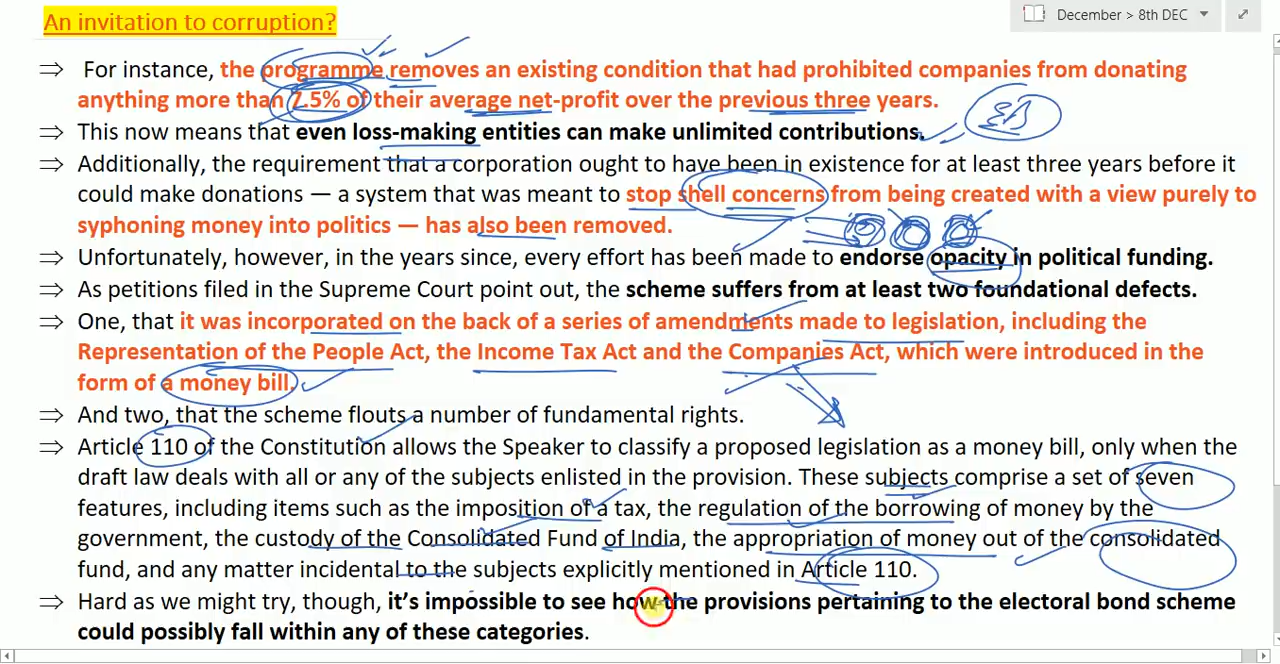 An invitation to corruption?
December > 8th DEC
⇒ For instance, the programme removes an existing condition that had prohibited companies from donating
anything more than 7.5% of their average net-profit over the previous three years.
⇒ This now means that even loss-making entities can make unlimited contributions.
EB
⇒ Additionally, the requirement that a corporation ought to have been in existence for at least three years before it
could make donations — a system that was meant to stop shell concerns from being created with a view purely to
syphoning money into politics — has also been removed.
⇒ Unfortunately, however, in the years since, every effort has been made to endorse opacity in political funding.
⇒ As petitions filed in the Supreme Court point out, the scheme suffers from at least two foundational defects.
⇒ One, that it was incorporated on the back of a series of amendments made to legislation, including the
Representation of the People Act, the Income Tax Act and the Companies Act, which were introduced in the
form of a money bill.
⇒ And two, that the scheme flouts a number of fundamental rights.
⇒ Article 110 of the Constitution allows the Speaker to classify a proposed legislation as a money bill, only when the
draft law deals with all or any of the subjects enlisted in the provision. These subjects comprise a set of seven
features, including items such as the imposition of a tax, the regulation of the borrowing of money by the
government, the custody of the Consolidated Fund of India, the appropriation of money out of the consolidated
fund, and any matter incidental to the subjects explicitly mentioned in Article 110.
⇒ Hard as we might try, though, it's impossible to see how the provisions pertaining to the electoral bond scheme
could possibly fall within any of these categories.